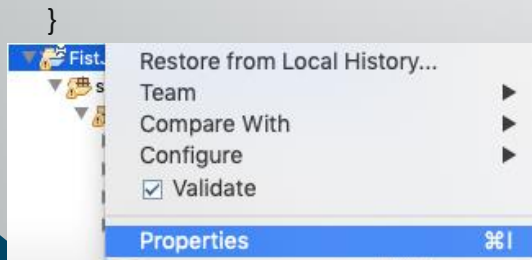 }
Fist.
Restore from Local History...
s
Team
Compare With
Configure
Validate
Properties ⌘I